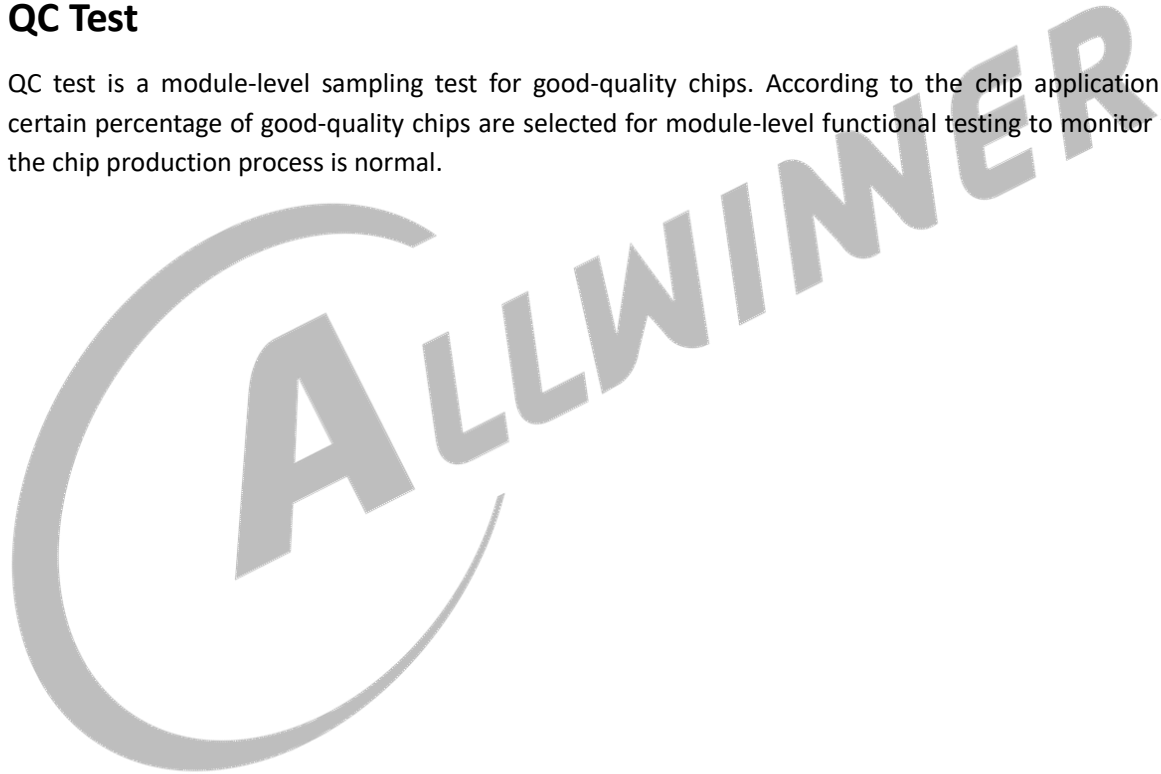 QC Test
QC test is a module-level sampling test for good-quality chips. According to the chip application
certain percentage of good-quality chips are selected for module-level functional testing to monitor
the chip production process is normal.
ALLWINNER